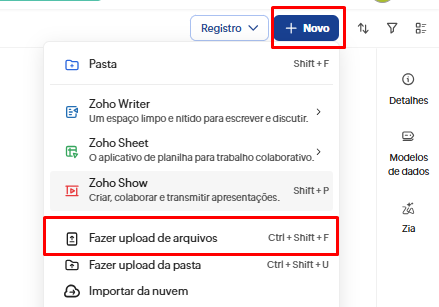 Registro
Novo
Pasta Shift + F
Zoho Writer
Um espaço limpo e nítido para escrever e discutir.
Zoho Sheet
O aplicativo de planilha para trabalho colaborativo.
Zoho Show
Criar, colaborar e transmitir apresentações. Shift + P
Fazer upload de arquivos Ctrl + Shift + F
Fazer upload da pasta Ctrl + Shift + U
Importar da nuvem
Detalhes
Modelos
de dados
Zia